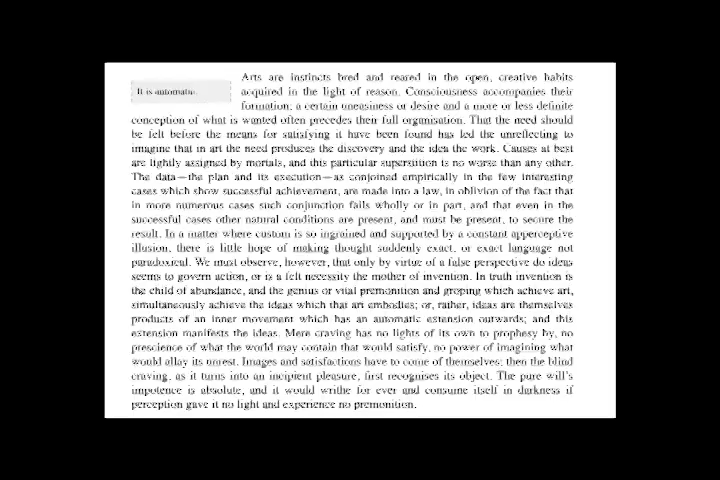 It is automatic.
Arts are instincts bred and reared in the open, creative habits
acquired in the light of reason. Consciousness accompanies their
formation; a certain uneasiness or desire and a more or less definite
conception of what is wanted often precedes their full organisation. That the need should
be felt before the means for satisfying it have been found has led the unreflecting to
imagine that in art the need produces the discovery and the idea the work. Causes at best
are lightly assigned by mortals, and this particular superstition is no worse than any other.
The data—the plan and its execution—as conjoined empirically in the few interesting
cases which show successful achievement, are made into a law, in oblivion of the fact that
in more numerous cases such conjunction fails wholly or in part, and that even in the
successful cases other natural conditions are present, and must be present, to secure the
result. In a matter where custom is so ingrained and supported by a constant apperceptive
illusion, there is little hope of making thought suddenly exact, or exact language not
paradoxical. We must observe, however, that only by virtue of a false perspective do ideas
seems to govern action, or is a felt necessity the mother of invention. In truth invention is
the child of abundance, and the genius or vital premonition and groping which achieve art,
simultaneously achieve the ideas which that art embodies; or, rather, ideas are themselves
products of an inner movement which has an automatic extension outwards; and this
extension manifests the ideas. Mere craving has no lights of its own to prophesy by, no
prescience of what the world may contain that would satisfy, no power of imagining what
would allay its unrest. Images and satisfactions have to come of themselves; then the blind
craving, as it turns into an incipient pleasure, first recognises its object. The pure will's
impotence is absolute, and it would writhe for ever and consume itself in darkness if
perception gave it no light and experience no premonition.